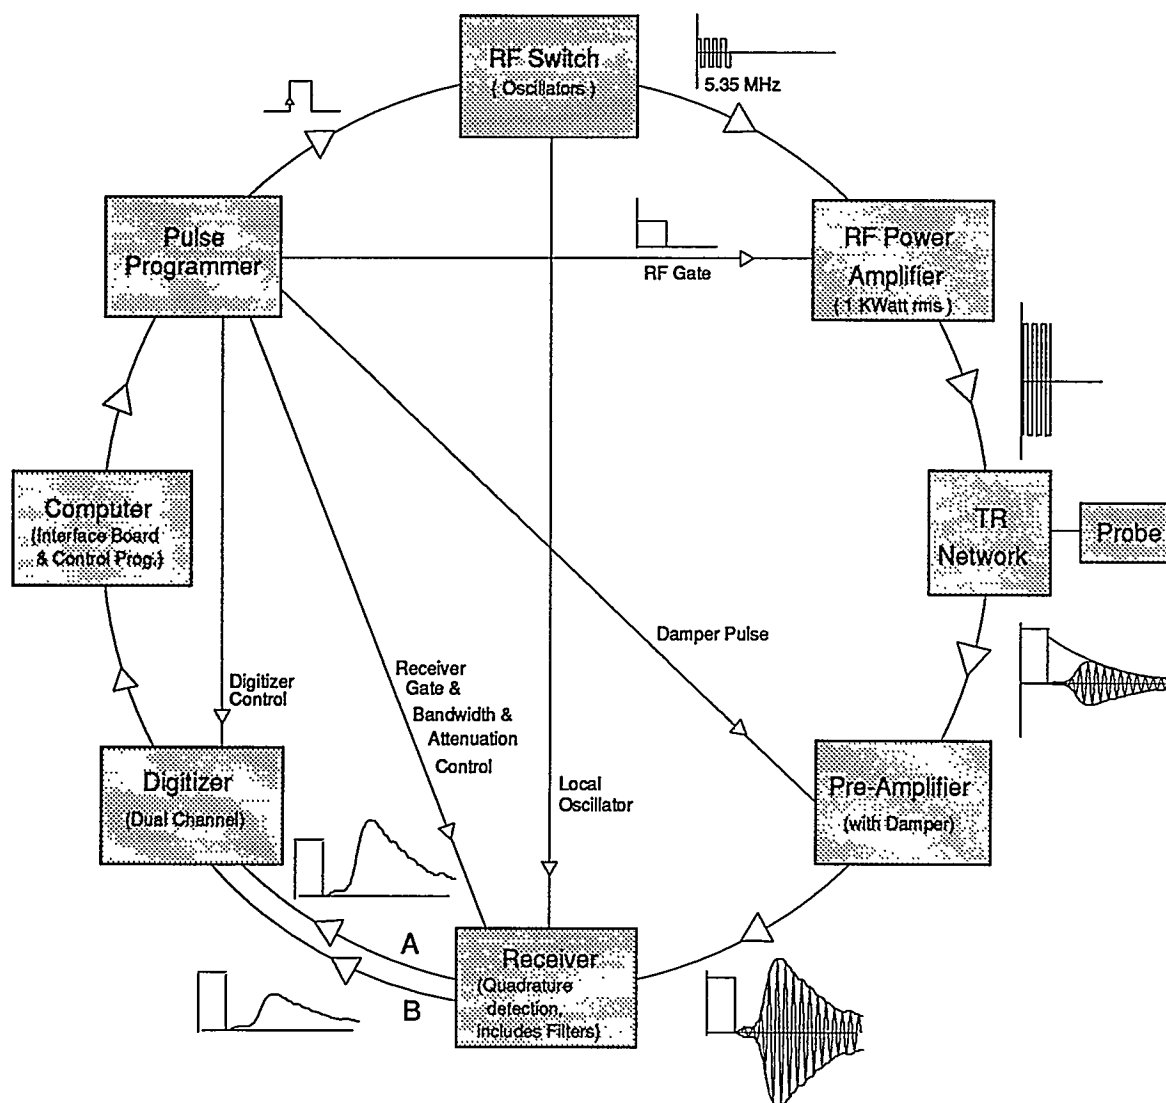 RF Switch
( Oscillators )
5.35 MHz
Pulse
Programmer
RF Gate
RF Power
Amplifier
( 1 KWatt rms )
Computer
(Interface Board
& Control Prog.)
TR
Network
Probe
Digitizer
Control
Receiver
Gate &
Bandwidth &
Attenuation
Control
Damper Pulse
Local
Oscillator
Digitizer
(Dual Channel)
Pre-Amplifier
(with Damper)
A
B
Receiver
(Quadrature
detection,
includes Filters)